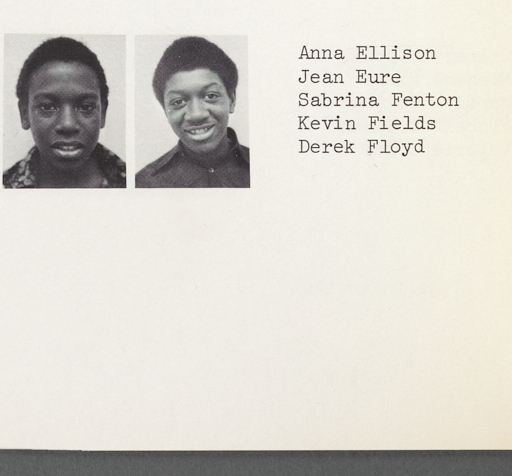 Anna Ellison
Jean Eure
Sabrina Fenton
Kevin Fields
Derek Floyd